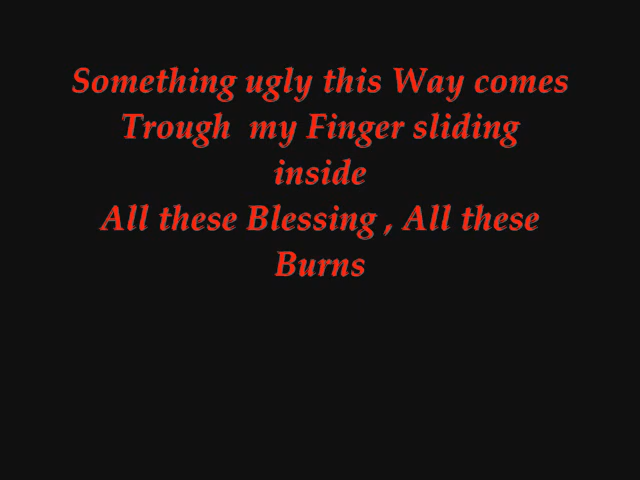 Something ugly this Way comes
Trough my Finger sliding
inside
All these Blessing , All these
Burns